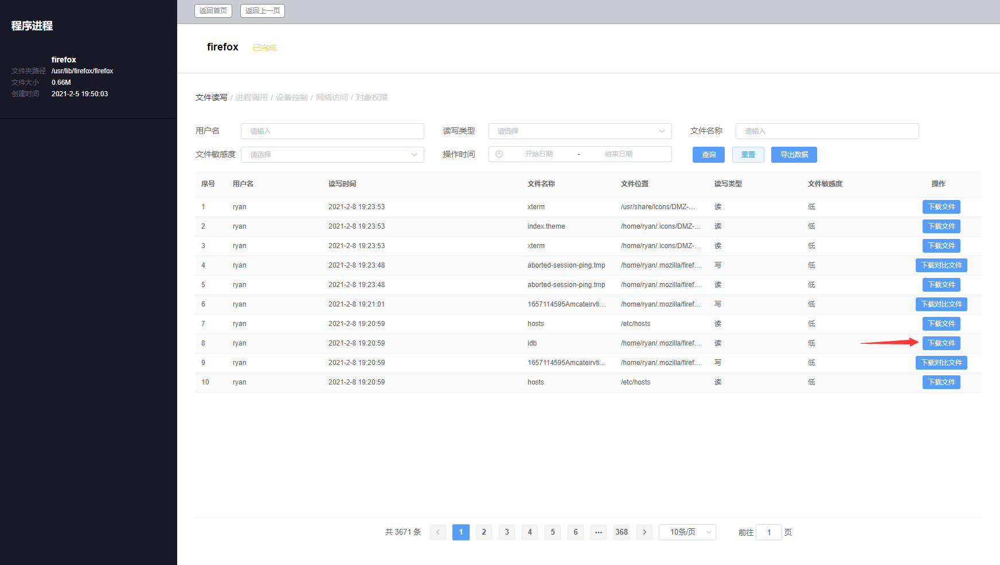 返回首页 返回上一页
程序进程
firefox 已完成
firefox
文件夹路径 /usr/lib/firefox/firefox
文件大小 0.66M
创建时间 2021-2-5 19:50:03
文件读写 / 进程调用 / 设备控制 / 网络访问 / 对象权限
用户名 请输入 读写类型 请选择 文件名称 请输入
文件敏感度 请选择 操作时间 开始日期 - 结束日期 查询 重置 导出数据
序号 用户名 读写时间 文件名称 文件位置 读写类型 文件敏感度 操作
1 ryan 2021-2-8 19:23:53 xterm /usr/share/icons/DMZ-... 读 低 下载文件
2 ryan 2021-2-8 19:23:53 index.theme /home/ryan/.icons/DMZ-... 读 低 下载文件
3 ryan 2021-2-8 19:23:53 xterm /home/ryan/.icons/DMZ-... 读 低 下载文件
4 ryan 2021-2-8 19:23:48 aborted-session-ping.tmp /home/ryan/.mozilla/firef... 写 低 下载对比文件
5 ryan 2021-2-8 19:23:48 aborted-session-ping.tmp /home/ryan/.mozilla/firef... 读 低 下载文件
6 ryan 2021-2-8 19:21:01 1657114595Amcateirvti... /home/ryan/.mozilla/firef... 写 低 下载对比文件
7 ryan 2021-2-8 19:20:59 hosts /etc/hosts 读 低 下载文件
8 ryan 2021-2-8 19:20:59 idb /home/ryan/.mozilla/firef... 读 低 下载文件
9 ryan 2021-2-8 19:20:59 1657114595Amcateirvti... /home/ryan/.mozilla/firef... 写 低 下载对比文件
10 ryan 2021-2-8 19:20:59 hosts /etc/hosts 读 低 下载文件
共 3671 条 < 1 2 3 4 5 6 ••• 368 > 10条/页 前往 1 页